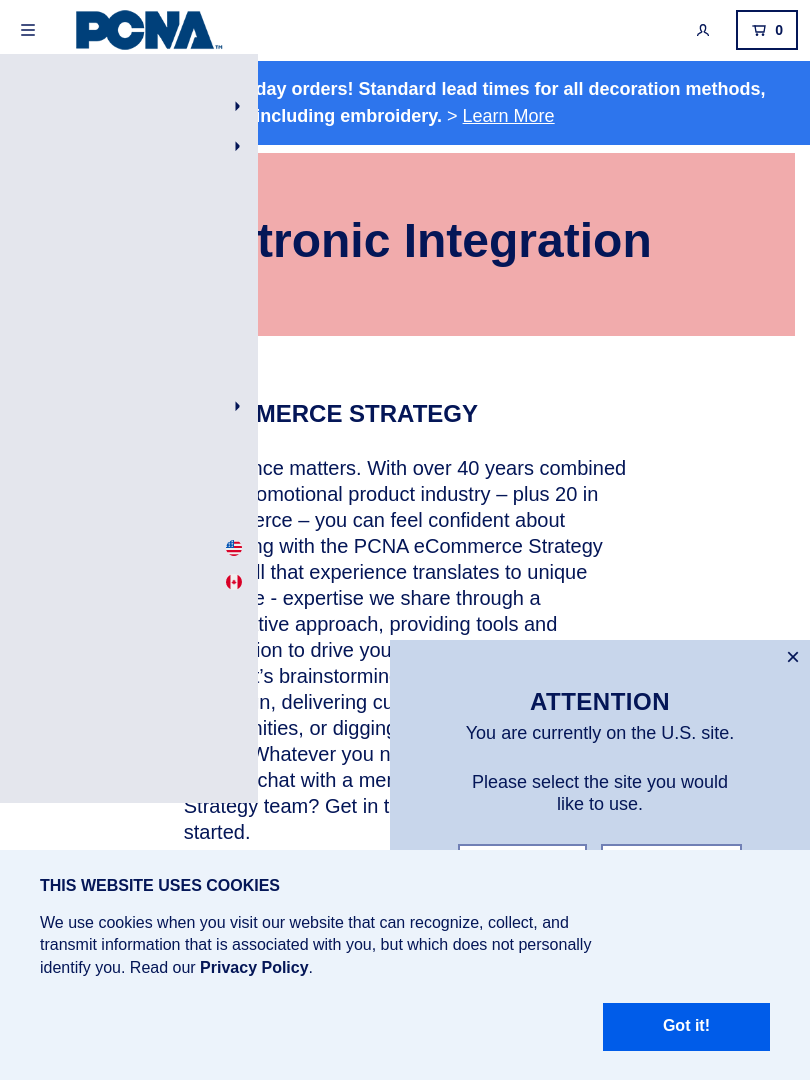 PCNA TM
0
day orders! Standard lead times for all decoration methods,
including embroidery. > Learn More
tronic Integration
MERCE STRATEGY
nce matters. With over 40 years combined
omotional product industry – plus 20 in
erce – you can feel confident about
ng with the PCNA eCommerce Strategy
ll that experience translates to unique
e - expertise we share through a
tive approach, providing tools and
ion to drive you
t’s brainstorming
n, delivering cu
nities, or digging
Whatever you n
chat with a mer
Strategy team? Get in t
started.
×
ATTENTION
You are currently on the U.S. site.
Please select the site you would
like to use.
THIS WEBSITE USES COOKIES
We use cookies when you visit our website that can recognize, collect, and
transmit information that is associated with you, but which does not personally
identify you. Read our Privacy Policy.
Got it!